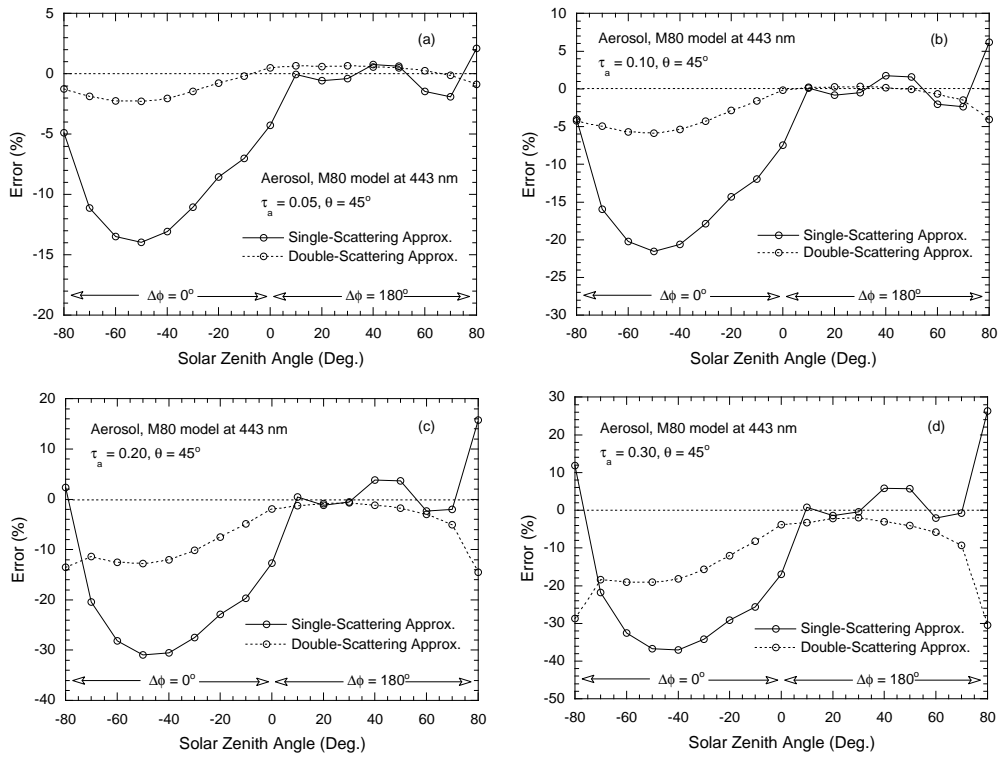 (a)
5
0
-5
-10
-15
-20
Error (%)
Aerosol, M80 model at 443 nm
τa = 0.05, θ = 45°
Single-Scattering Approx.
Double-Scattering Approx.
Δϕ = 0° Δϕ = 180°
-80 -60 -40 -20 0 20 40 60 80
Solar Zenith Angle (Deg.)
(b)
10
5
0
-5
-10
-15
-20
-25
-30
Error (%)
Aerosol, M80 model at 443 nm
τa = 0.10, θ = 45°
Single-Scattering Approx.
Double-Scattering Approx.
Δϕ = 0° Δϕ = 180°
-80 -60 -40 -20 0 20 40 60 80
Solar Zenith Angle (Deg.)
(c)
20
10
0
-10
-20
-30
-40
Error (%)
Aerosol, M80 model at 443 nm
τa = 0.20, θ = 45°
Single-Scattering Approx.
Double-Scattering Approx.
Δϕ = 0° Δϕ = 180°
-80 -60 -40 -20 0 20 40 60 80
Solar Zenith Angle (Deg.)
(d)
30
20
10
0
-10
-20
-30
-40
-50
Error (%)
Aerosol, M80 model at 443 nm
τa = 0.30, θ = 45°
Single-Scattering Approx.
Double-Scattering Approx.
Δϕ = 0° Δϕ = 180°
-80 -60 -40 -20 0 20 40 60 80
Solar Zenith Angle (Deg.)